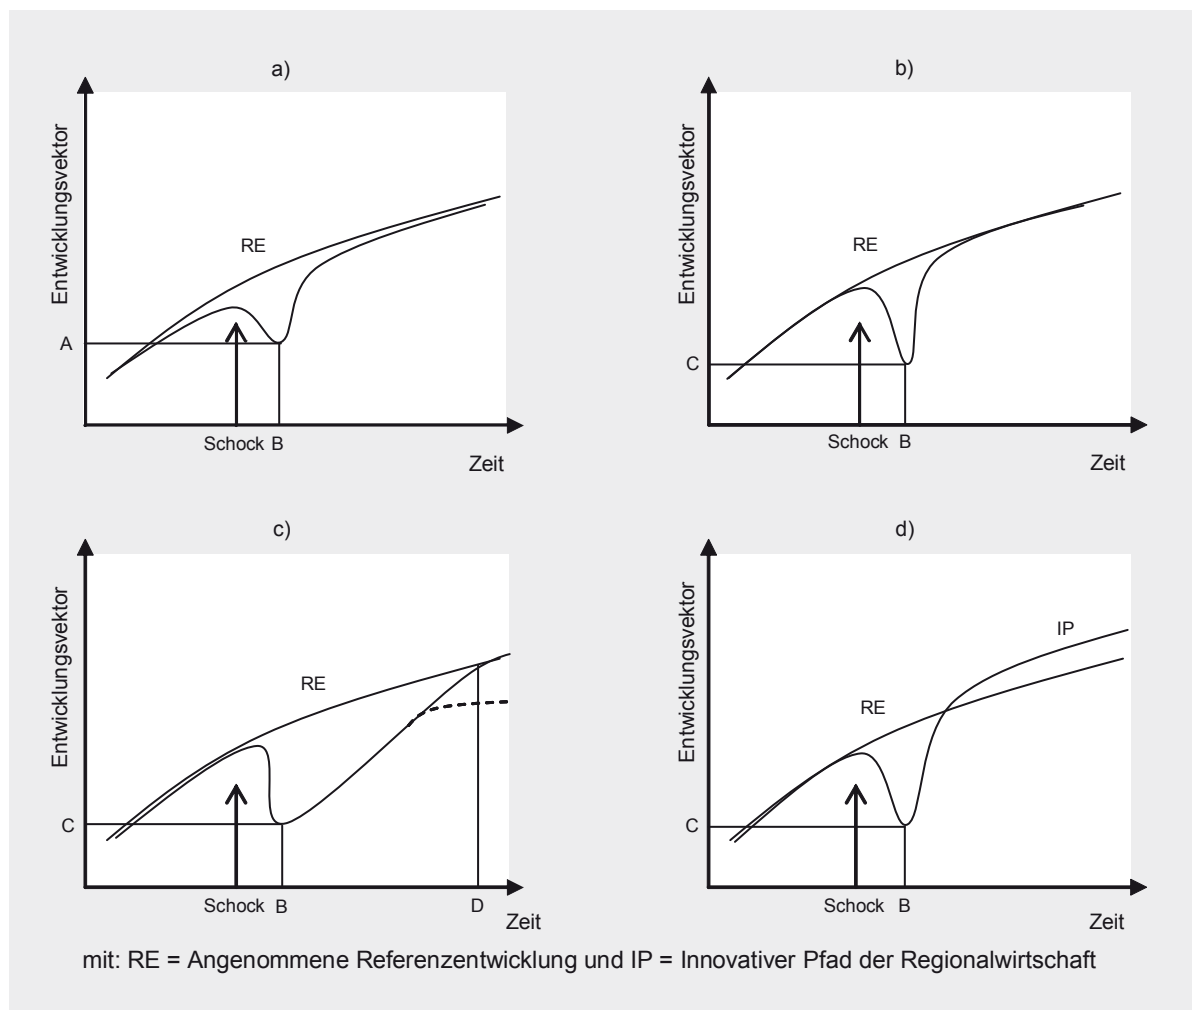 a)
Entwicklungsvektor
RE
A
Schock B
Zeit
b)
Entwicklungsvektor
RE
C
Schock B
Zeit
c)
Entwicklungsvektor
RE
C
Schock B
D
Zeit
d)
Entwicklungsvektor
IP
RE
C
Schock B
Zeit
mit: RE = Angenommene Referenzentwicklung und IP = Innovativer Pfad der Regionalwirtschaft